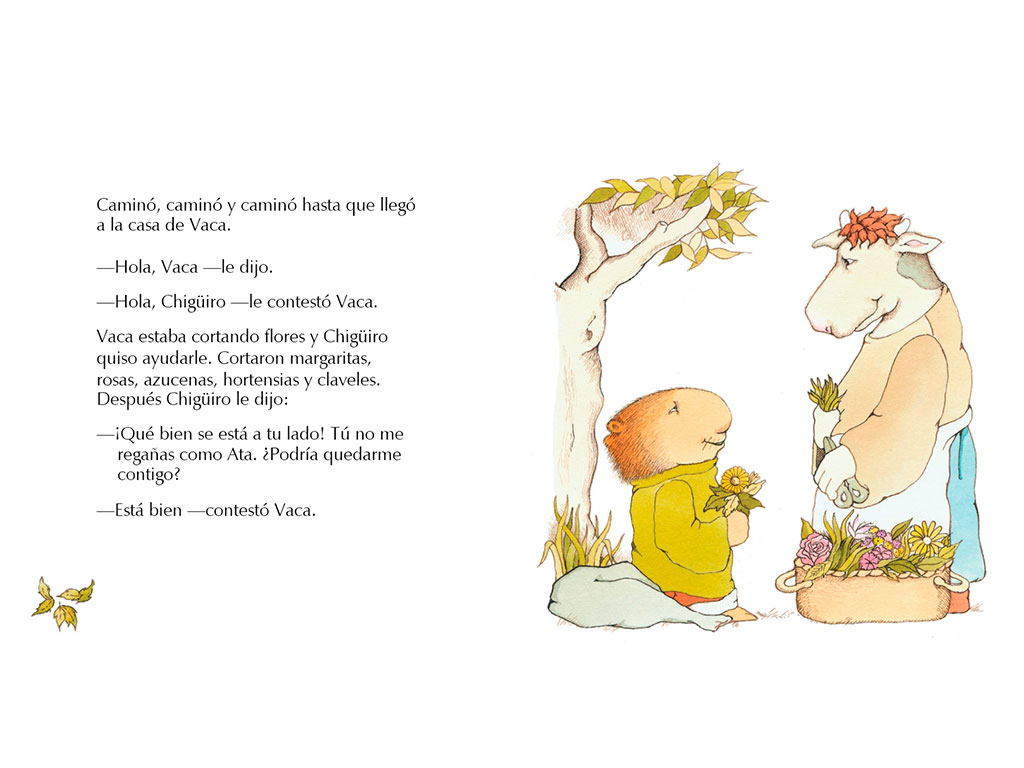 Caminó, caminó y caminó hasta que llegó
a la casa de Vaca.
—Hola, Vaca —le dijo.
—Hola, Chigüiro —le contestó Vaca.
Vaca estaba cortando flores y Chigüiro
quiso ayudarle. Cortaron margaritas,
rosas, azucenas, hortensias y claveles.
Después Chigüiro le dijo:
—¡Qué bien se está a tu lado! Tú no me
regañas como Ata. ¿Podría quedarme
contigo?
—Está bien —contestó Vaca.